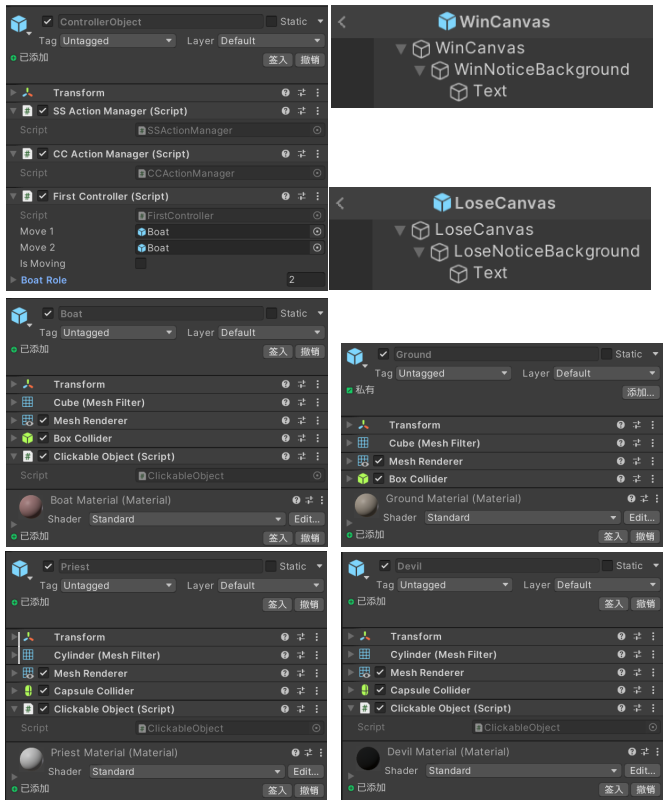 ControllerObject
Static
Tag Untagged Layer Default
已添加
签入 撤销
Transform
SS Action Manager (Script)
Script SSActionManager
CC Action Manager (Script)
Script CCActionManager
First Controller (Script)
Script FirstController
Move 1 Boat
Move 2 Boat
Is Moving
Boat Role 2
WinCanvas
WinCanvas
WinNoticeBackground
Text
LoseCanvas
LoseCanvas
LoseNoticeBackground
Text
Boat
Static
Tag Untagged Layer Default
已添加
签入 撤销
Transform
Cube (Mesh Filter)
Mesh Renderer
Box Collider
Clickable Object (Script)
Script ClickableObject
Boat Material (Material)
Shader Standard Edit...
已添加
签入 撤销
Ground
Static
Tag Untagged Layer Default
私有
添加...
Transform
Cube (Mesh Filter)
Mesh Renderer
Box Collider
Ground Material (Material)
Shader Standard Edit...
已添加
签入 撤销
Priest
Static
Tag Untagged Layer Default
已添加
签入 撤销
Transform
Cylinder (Mesh Filter)
Mesh Renderer
Capsule Collider
Clickable Object (Script)
Script ClickableObject
Priest Material (Material)
Shader Standard Edit...
已添加
签入 撤销
Devil
Static
Tag Untagged Layer Default
已添加
签入 撤销
Transform
Cylinder (Mesh Filter)
Mesh Renderer
Capsule Collider
Clickable Object (Script)
Script ClickableObject
Devil Material (Material)
Shader Standard Edit...
已添加
签入 撤销